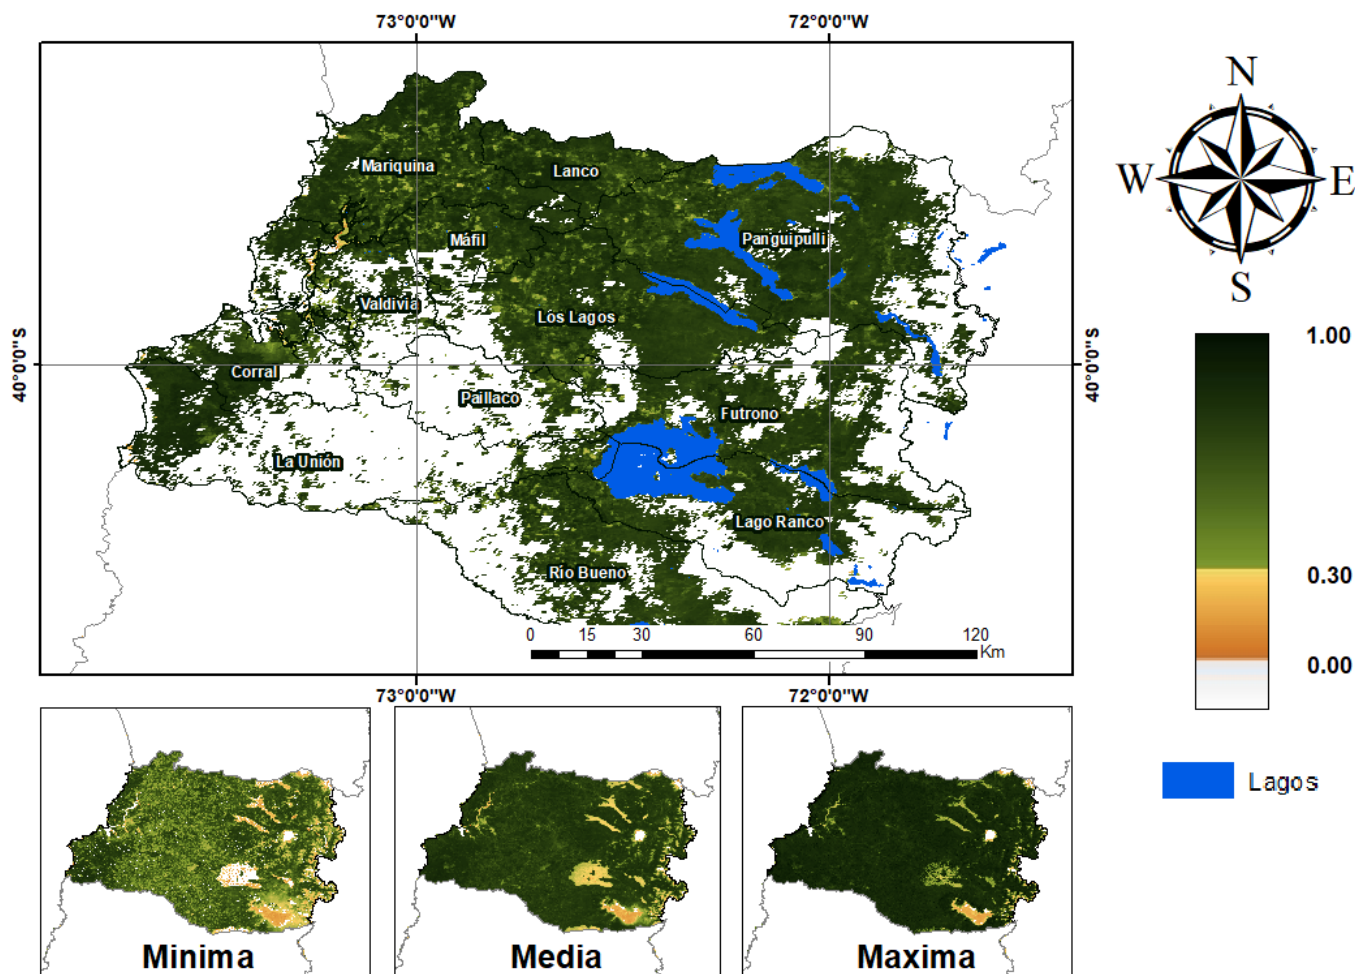 73°0'0"W
72°0'0"W
N
W
E
S
Mariquina
Lanco
Máfil
Panguipulli
Valdivia
Los Lagos
40°0'0"S
40°0'0"S
Corral
Paillaco
Futrono
La Unión
Lago Ranco
Río Bueno
0
15
30
60
90
120
Km
73°0'0"W
72°0'0"W
1.00
0.30
0.00
Lagos
Minima
Media
Maxima